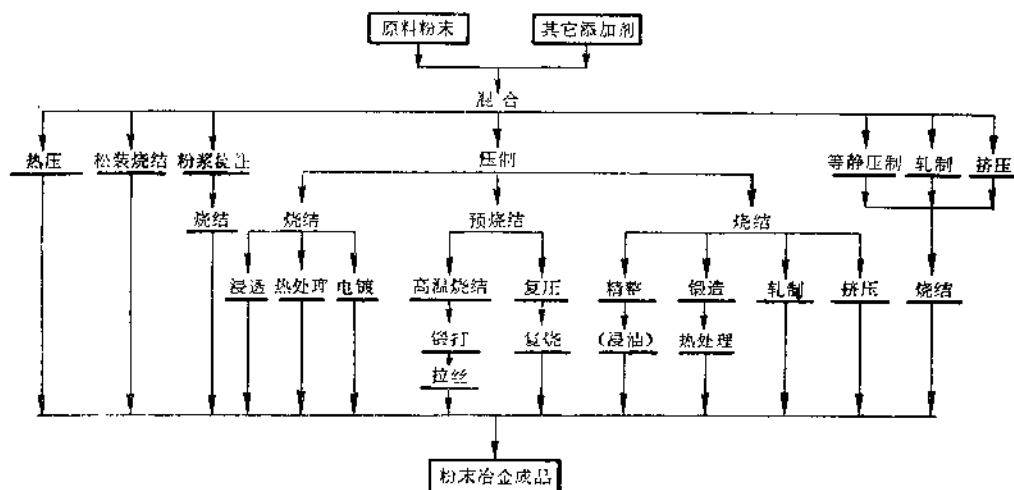 原料粉末 其它添加剂
混合
热压 松装烧结 粉浆浇注 压制 等静压制 轧制 挤压
烧结 烧结 预烧结 烧结
浸透 热处理 电镀 高温烧结 复压 精整 锻造 轧制 挤压 烧结
锻打 复烧 (浸油) 热处理
拉丝
粉末冶金成品